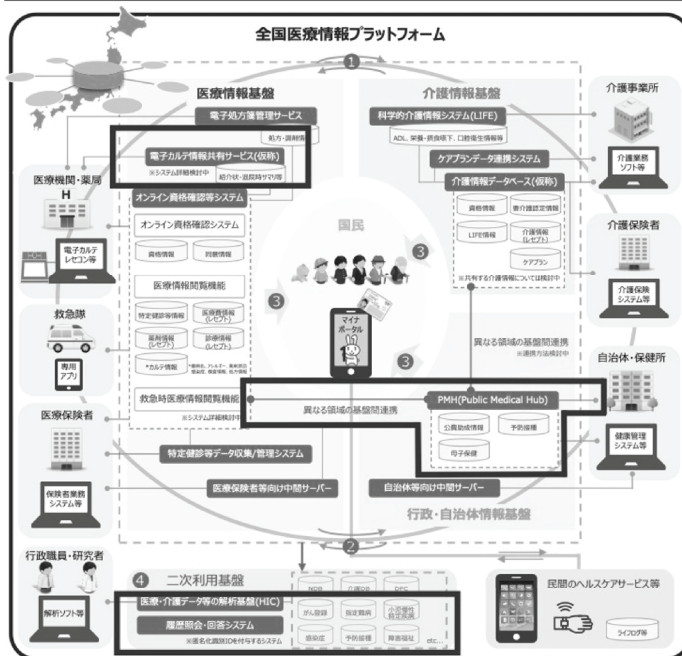 全国医療情報プラットフォーム
❶
医療情報基盤
介護情報基盤
電子処方箋管理サービス
処方・調剤情報
電子カルテ情報共有サービス(仮称)
※システム詳細検討中
紹介状・退院時サマリ等
オンライン資格確認等システム
オンライン資格確認システム
資格情報
同意情報
医療情報閲覧機能
特定健診等情報
医療費情報
(レセプト)
薬剤情報
(レセプト)
診療情報
(レセプト)
*カルテ情報
救急時医療情報閲覧機能
※システム詳細検討中
特定健診等データ収集/管理システム
医療保険者等向け中間サーバー
科学的介護情報システム(LIFE)
ADL、栄養・摂食嚥下、口腔衛生情報等
ケアプランデータ連携システム
介護情報データベース(仮称)
資格情報
要介護認定情報
LIFE情報
介護情報
(レセプト)
ケアプラン
※共有する介護情報については検討中
国民
❸
❸
❸
マイナ
ポータル
異なる領域の基盤間連携
※連携方法検討中
異なる領域の基盤間連携
PMH(Public Medical Hub)
公費助成情報
予防接種
母子保健
自治体等向け中間サーバー
行政・自治体情報基盤
❷
医療機関・薬局
H
電子カルテ
レセコン等
救急隊
専用
アプリ
医療保険者
保険者業務
システム等
行政職員・研究者
解析ソフト等
介護事業所
介護業務
ソフト等
介護保険者
介護保険
システム等
自治体・保健所
健康管理
システム等
❹
二次利用基盤
医療・介護データ等の解析基盤(HIC)
履歴照会・回答システム
※匿名化識別IDを付与するシステム
NDB
介護DB
DPC
がん登録
指定難病
小児慢性
特定疾病
感染症
予防接種
障害福祉
etc...
民間のヘルスケアサービス等
ライフログ等